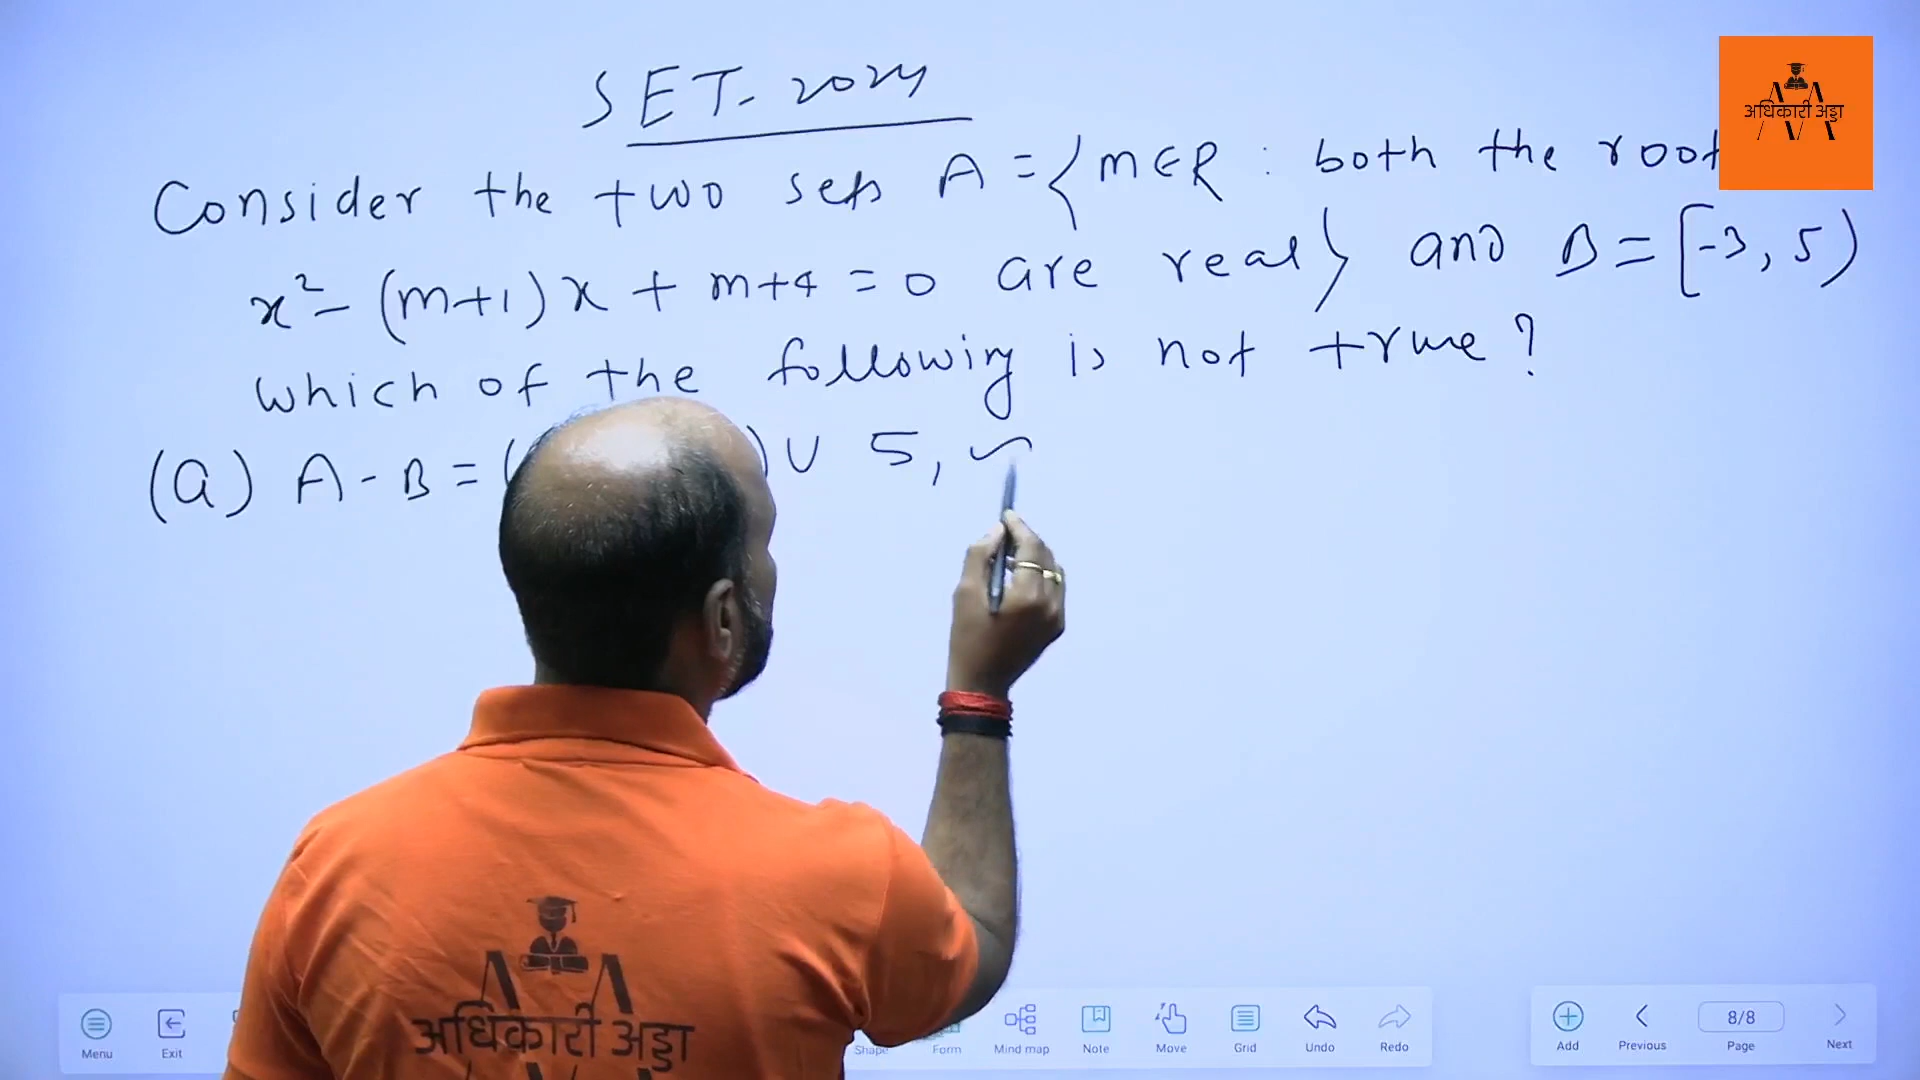 SET-2024
Consider the two sets A = { m ∈ R : both the root
x² - (m+1)x + m+4 = 0 are real } and B = [-3, 5)
which of the following is not true?
(a) A - B = ( ) ∪ 5, ∞
अधिकारी अड्डा
अधिकारी अड्डा
Menu
Exit
Shape
Form
Mind map
Note
Move
Grid
Undo
Redo
Add
Previous
8/8
Page
Next